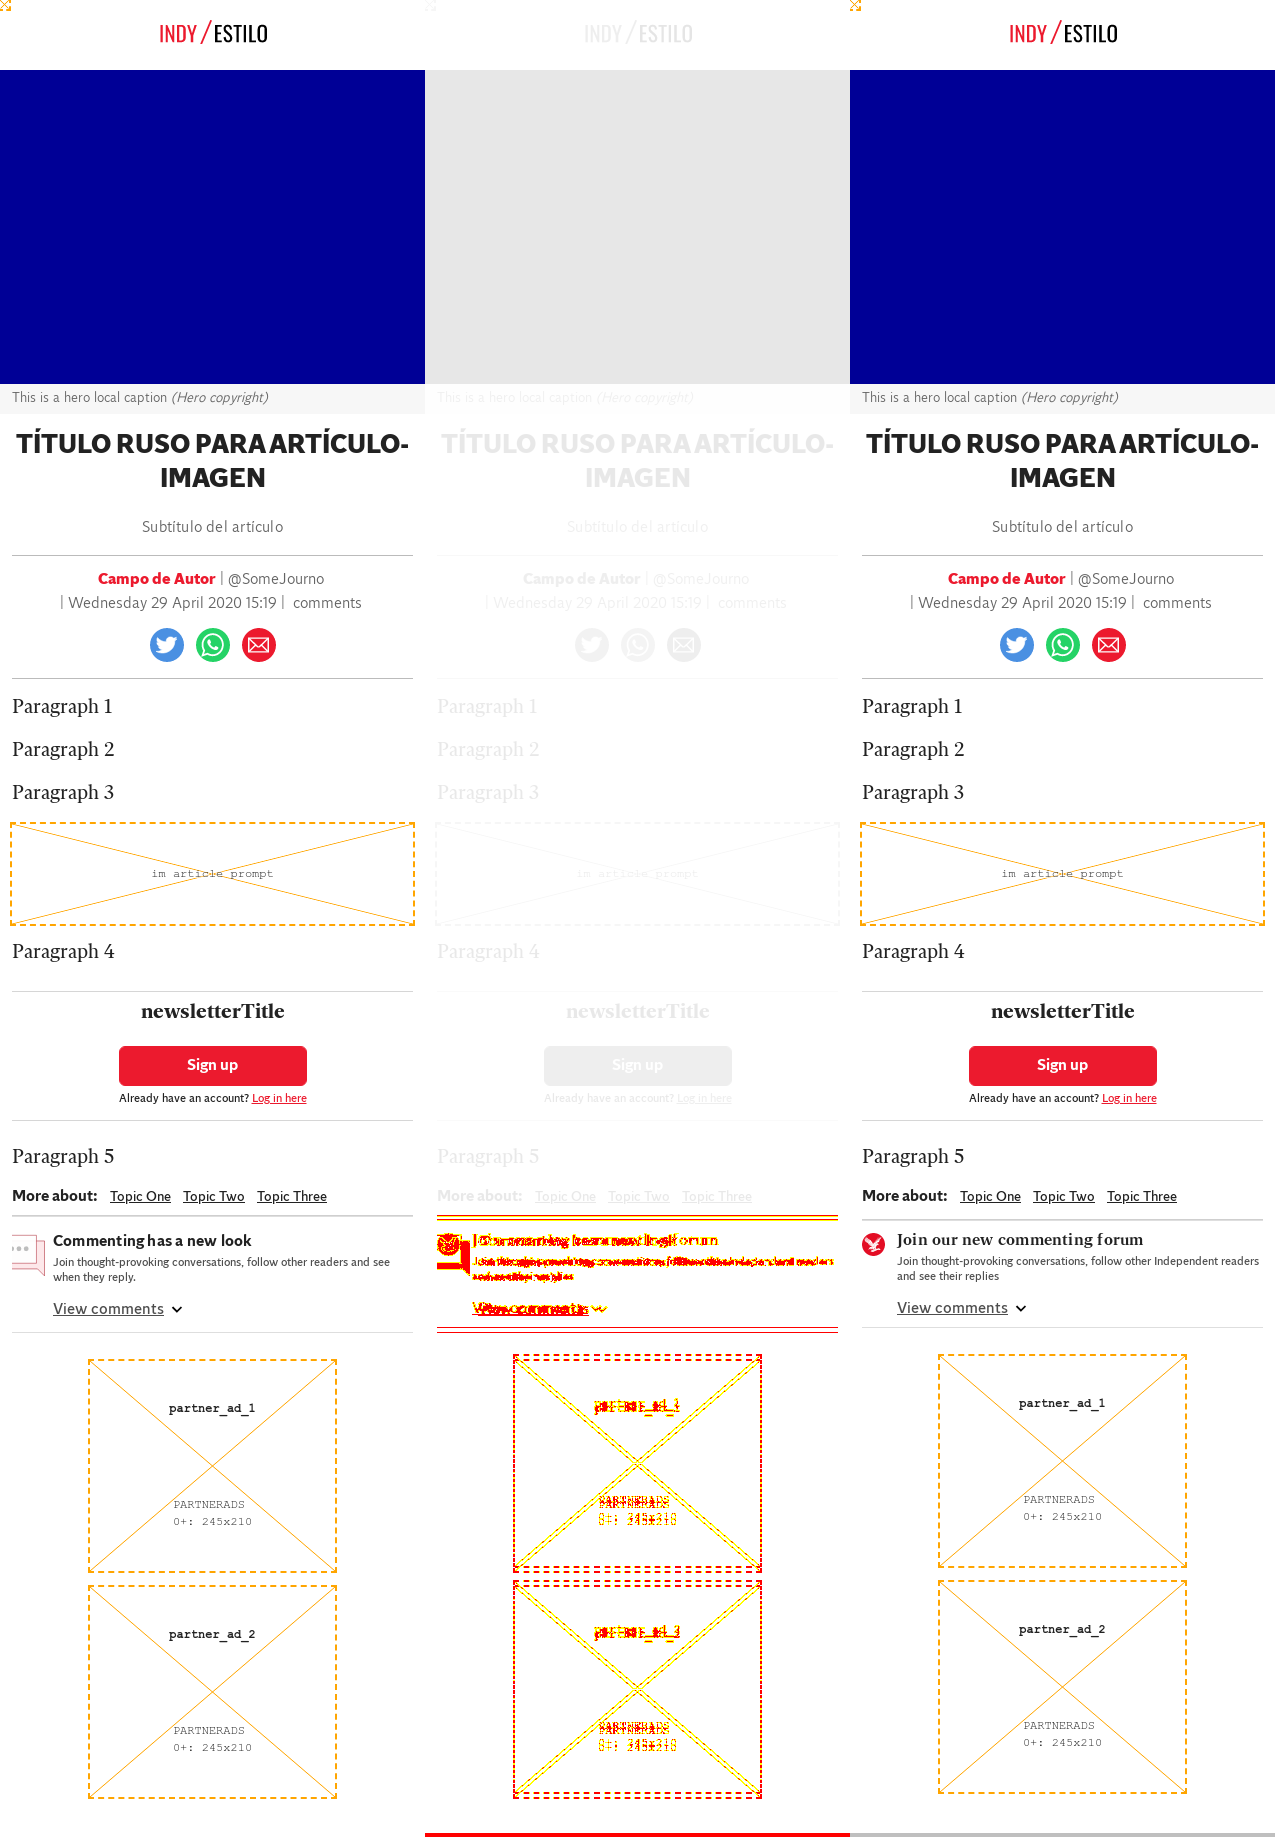 INDY/ESTILO
This is a hero local caption (Hero copyright)
TÍTULO RUSO PARA ARTÍCULO-
IMAGEN
Subtítulo del artículo
Campo de Autor | @SomeJourno
| Wednesday 29 April 2020 15:19 | comments
Paragraph 1
Paragraph 2
Paragraph 3
im article prompt
Paragraph 4
newsletterTitle
Sign up
Already have an account? Log in here
Paragraph 5
More about: Topic One Topic Two Topic Three
Commenting has a new look
Join thought-provoking conversations, follow other readers and see
when they reply.
View comments
partner_ad_1
PARTNERADS
0+: 245x210
partner_ad_2
PARTNERADS
0+: 245x210
INDY/ESTILO
This is a hero local caption (Hero copyright)
TÍTULO RUSO PARA ARTÍCULO-
IMAGEN
Subtítulo del artículo
Campo de Autor | @SomeJourno
| Wednesday 29 April 2020 15:19 | comments
Paragraph 1
Paragraph 2
Paragraph 3
im article prompt
Paragraph 4
newsletterTitle
Sign up
Already have an account? Log in here
Paragraph 5
More about: Topic One Topic Two Topic Three
INDY/ESTILO
This is a hero local caption (Hero copyright)
TÍTULO RUSO PARA ARTÍCULO-
IMAGEN
Subtítulo del artículo
Campo de Autor | @SomeJourno
| Wednesday 29 April 2020 15:19 | comments
Paragraph 1
Paragraph 2
Paragraph 3
im article prompt
Paragraph 4
newsletterTitle
Sign up
Already have an account? Log in here
Paragraph 5
More about: Topic One Topic Two Topic Three
Join our new commenting forum
Join thought-provoking conversations, follow other Independent readers
and see their replies
View comments
partner_ad_1
PARTNERADS
0+: 245x210
partner_ad_2
PARTNERADS
0+: 245x210